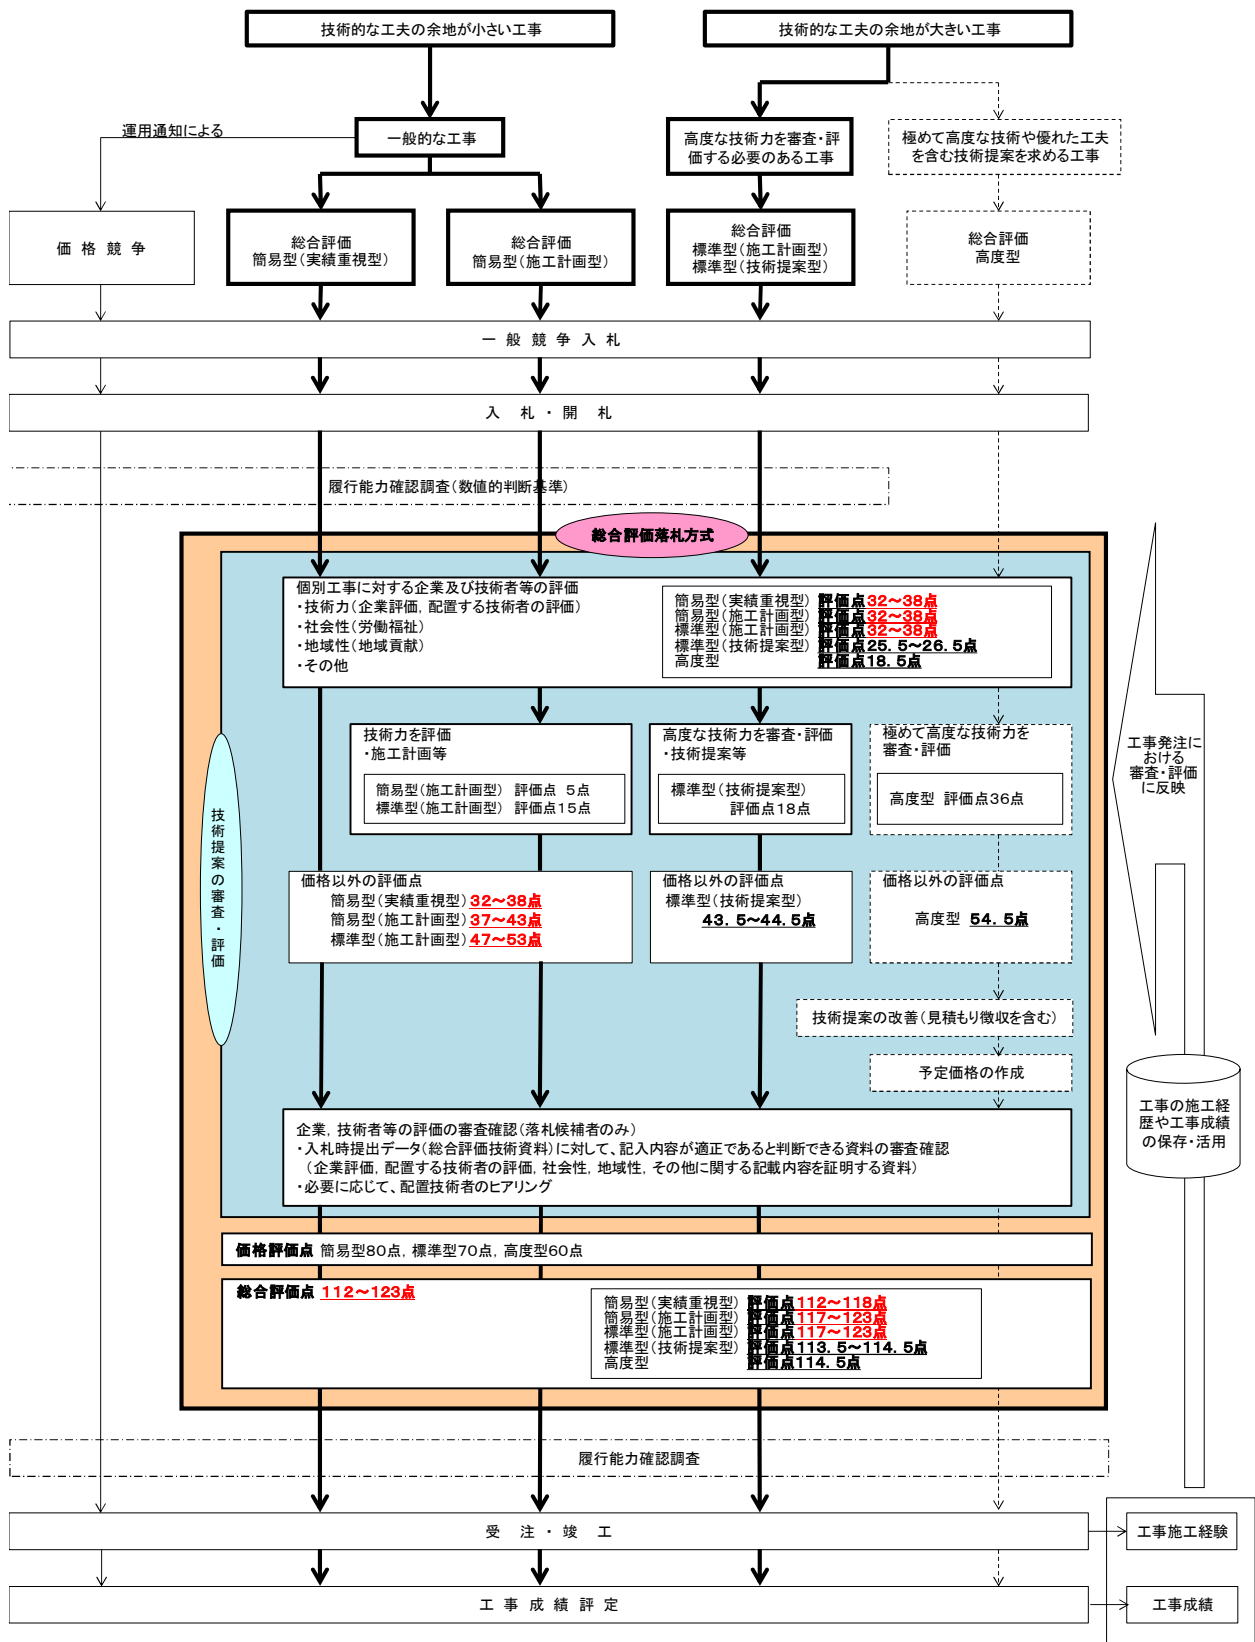 技術的な工夫の余地が小さい工事
技術的な工夫の余地が大きい工事
運用通知による
一般的な工事
高度な技術力を審査・評
価する必要のある工事
極めて高度な技術や優れた工夫
を含む技術提案を求める工事
価 格 競 争
総合評価
簡易型(実績重視型)
総合評価
簡易型(施工計画型)
総合評価
標準型(施工計画型)
標準型(技術提案型)
総合評価
高度型
一 般 競 争 入 札
入 札 ・ 開 札
履行能力確認調査(数値的判断基準)
総合評価落札方式
個別工事に対する企業及び技術者等の評価
・技術力(企業評価, 配置する技術者の評価)
・社会性(労働福祉)
・地域性(地域貢献)
・その他
簡易型(実績重視型) 評価点32～38点
簡易型(施工計画型) 評価点32～38点
標準型(施工計画型) 評価点32～38点
標準型(技術提案型) 評価点25．5～26．5点
高度型 評価点18．5点
技術力を評価
・施工計画等
簡易型(施工計画型) 評価点 5点
標準型(施工計画型) 評価点15点
高度な技術力を審査・評価
・技術提案等
標準型(技術提案型)
評価点18点
極めて高度な技術力を
審査・評価
高度型 評価点36点
工事発注に
おける
審査・評価
に反映
技術提案の審査・評価
価格以外の評価点
簡易型(実績重視型) 32～38点
簡易型(施工計画型) 37～43点
標準型(施工計画型) 47～53点
価格以外の評価点
標準型(技術提案型)
43．5～44．5点
価格以外の評価点
高度型 54．5点
技術提案の改善(見積もり徴収を含む)
予定価格の作成
工事の施工経
歴や工事成績
の保存・活用
企業, 技術者等の評価の審査確認(落札候補者のみ)
・入札時提出データ(総合評価技術資料)に対して、記入内容が適正であると判断できる資料の審査確認
(企業評価, 配置する技術者の評価, 社会性, 地域性, その他に関する記載内容を証明する資料)
・必要に応じて、配置技術者のヒアリング
価格評価点 簡易型80点, 標準型70点, 高度型60点
総合評価点 112～123点
簡易型(実績重視型) 評価点112～118点
簡易型(施工計画型) 評価点117～123点
標準型(施工計画型) 評価点117～123点
標準型(技術提案型) 評価点113．5～114．5点
高度型 評価点114．5点
履行能力確認調査
受 注 ・ 竣 工
工事施工経験
工 事 成 績 評 定
工事成績